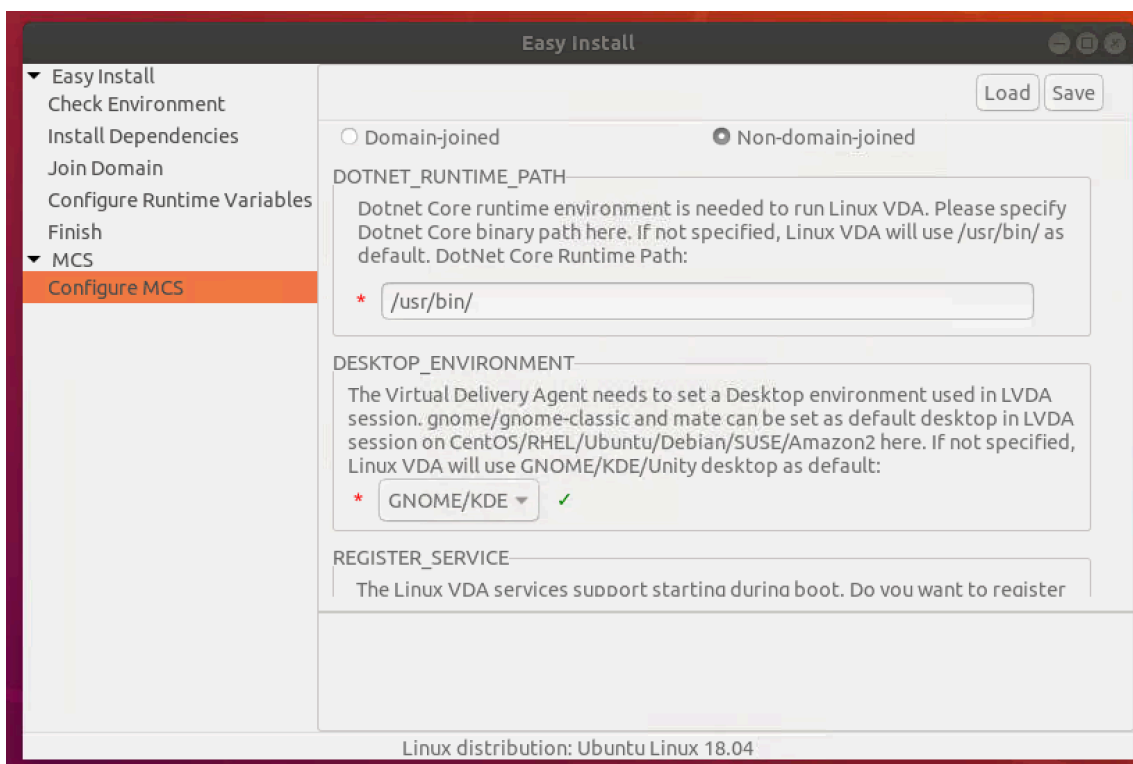 Easy Install
Easy Install
Check Environment
Install Dependencies
Join Domain
Configure Runtime Variables
Finish
MCS
Configure MCS
Load Save
Domain-joined Non-domain-joined
DOTNET_RUNTIME_PATH
Dotnet Core runtime environment is needed to run Linux VDA. Please specify
Dotnet Core binary path here. If not specified, Linux VDA will use /usr/bin/ as
default. DotNet Core Runtime Path:
* /usr/bin/
DESKTOP_ENVIRONMENT
The Virtual Delivery Agent needs to set a Desktop environment used in LVDA
session. gnome/gnome-classic and mate can be set as default desktop in LVDA
session on CentOS/RHEL/Ubuntu/Debian/SUSE/Amazon2 here. If not specified,
Linux VDA will use GNOME/KDE/Unity desktop as default:
* GNOME/KDE ✓
REGISTER_SERVICE
The Linux VDA services support starting during boot. Do you want to register
Linux distribution: Ubuntu Linux 18.04